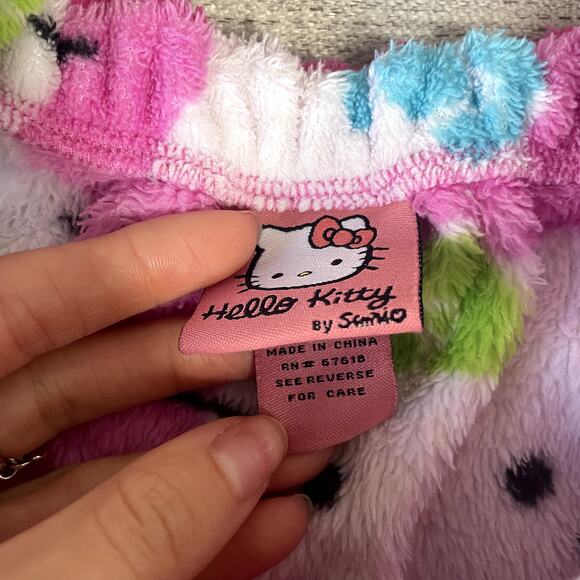 Hello Kitty
By Sanrio
MADE IN CHINA
RN# 67618
SEE REVERSE
FOR CARE